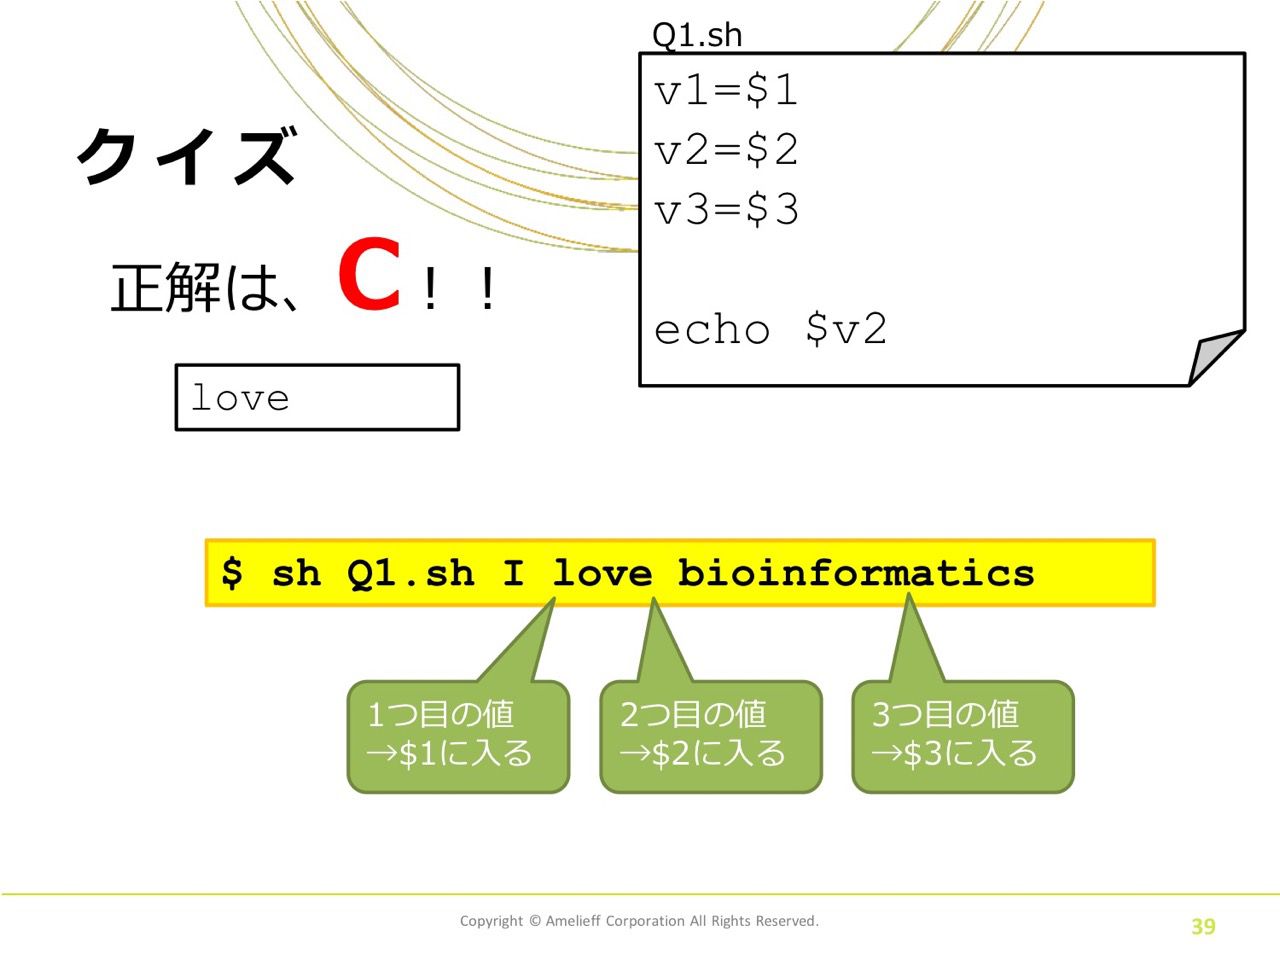 Q1.sh
v1=$1
v2=$2
v3=$3
echo $v2
クイズ
正解は、C！！
love
$ sh Q1.sh I love bioinformatics
1つ目の値
→$1に入る
2つ目の値
→$2に入る
3つ目の値
→$3に入る
Copyright © Amelieff Corporation All Rights Reserved.
39